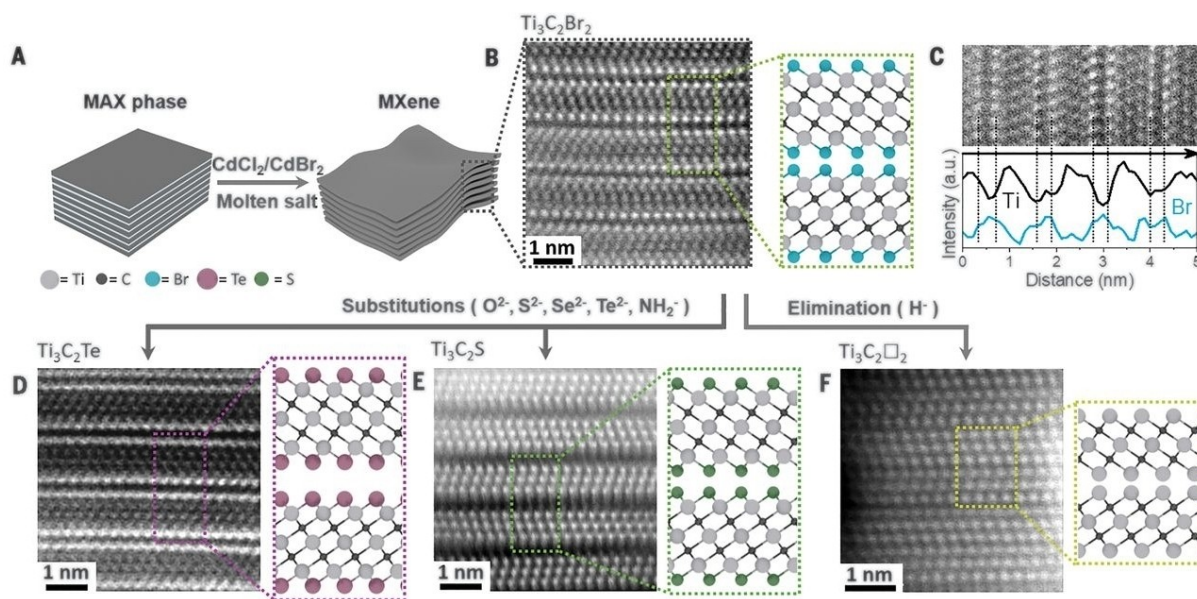 A
MAX phase
MXene
CdCl₂/CdBr₂
Molten salt
= Ti = C = Br = Te = S
B
Ti₃C₂Br₂
1 nm
C
Intensity (a.u.)
Ti
Br
0 1 2 3 4 5
Distance (nm)
Substitutions ( O²⁻, S²⁻, Se²⁻, Te²⁻, NH₂⁻)
Elimination ( H⁻)
D
Ti₃C₂Te
1 nm
E
Ti₃C₂S
1 nm
F
Ti₃C₂□₂
1 nm